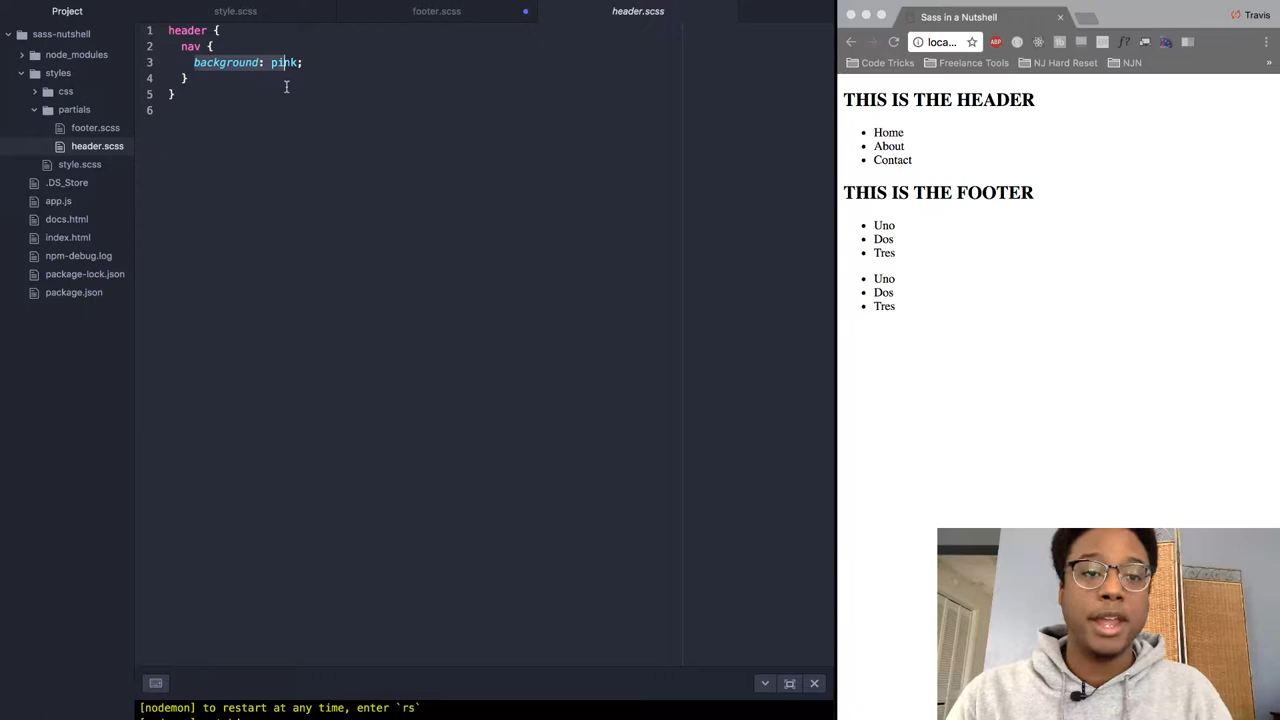 Project
style.scss
footer.scss
header.scss
sass-nutshell
node_modules
styles
css
partials
footer.scss
header.scss
style.scss
.DS_Store
app.js
docs.html
index.html
npm-debug.log
package-lock.json
package.json
1 header {
2 nav {
3 background: pink;
4 }
5 }
6
[nodemon] to restart at any time, enter `rs`
Sass in a Nutshell
Travis
loca...
ABP
f?
Code Tricks
Freelance Tools
NJ Hard Reset
NJN
»
THIS IS THE HEADER
• Home
• About
• Contact
THIS IS THE FOOTER
• Uno
• Dos
• Tres
• Uno
• Dos
• Tres